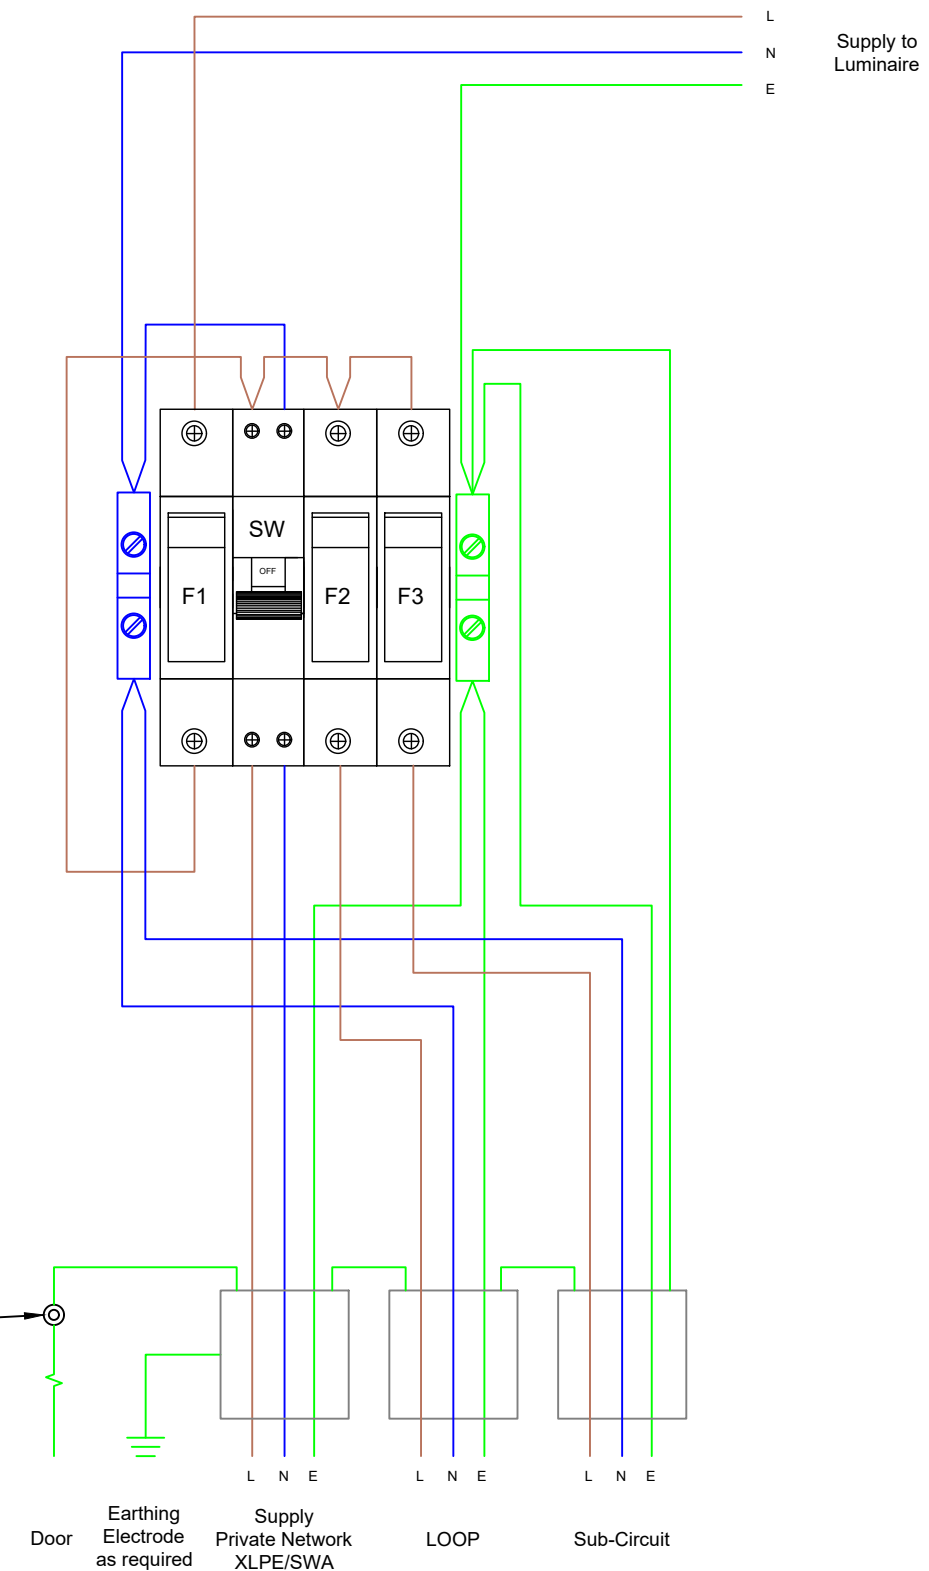 L
N
E
Supply to
Luminaire
SW
OFF
F1
F2
F3
L N E
L N E
L N E
Door
Earthing
Electrode
as required
Supply
Private Network
XLPE/SWA
LOOP
Sub-Circuit